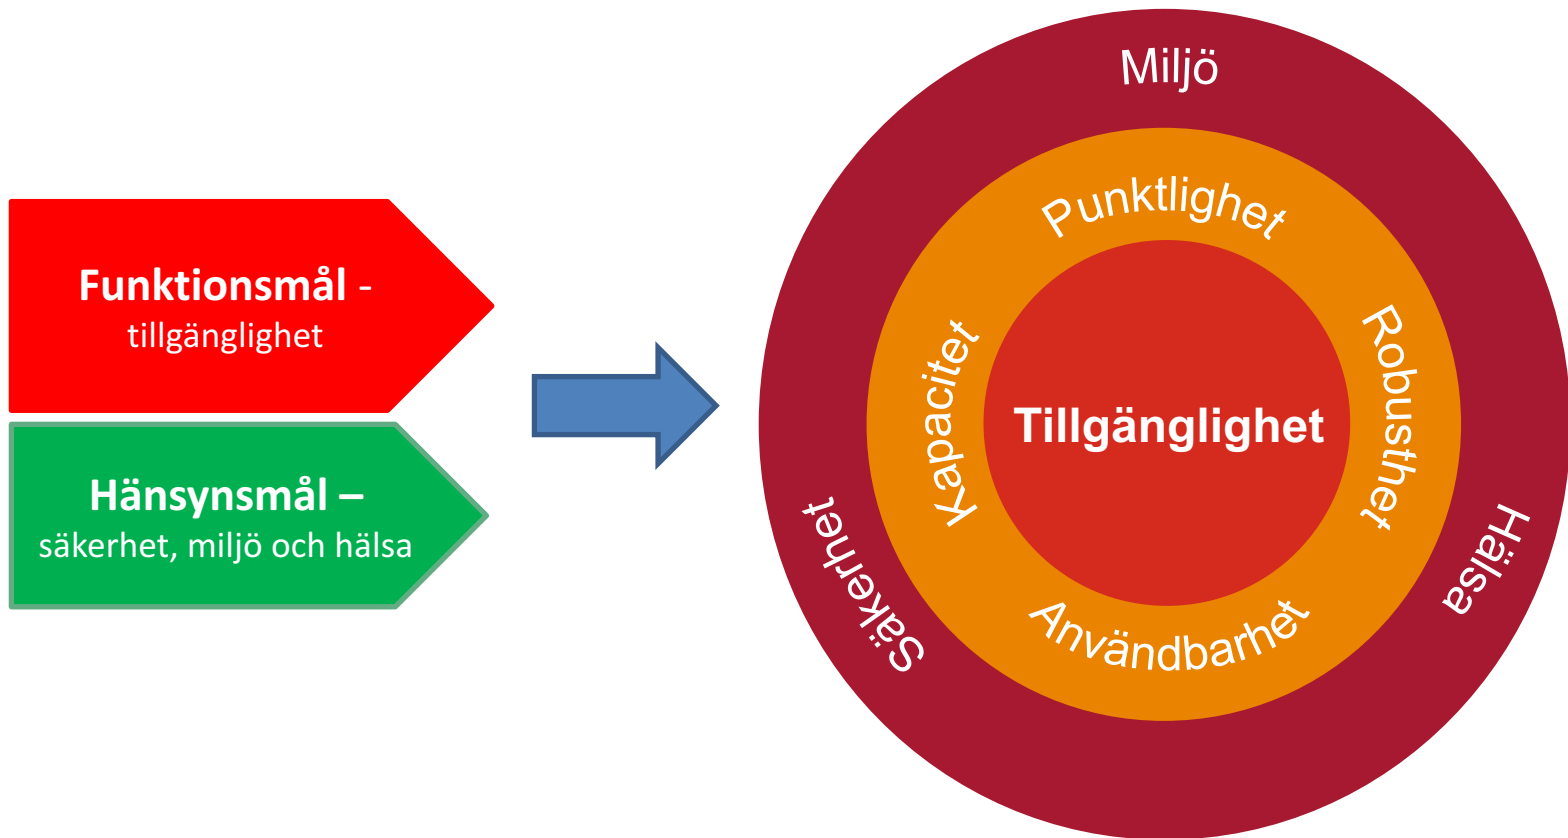 Funktionsmål -
tillgänglighet
Hänsynsmål –
säkerhet, miljö och hälsa
Miljö
Punktlighet
Kapacitet
Robusthet
Tillgänglighet
Användbarhet
Säkerhet
Hälsa